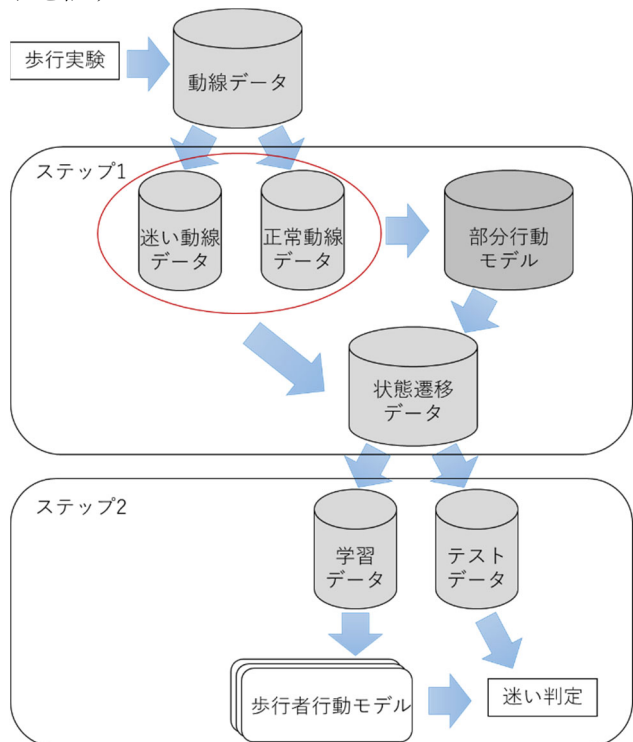 歩行実験
動線データ
ステップ1
迷い動線
データ
正常動線
データ
部分行動
モデル
状態遷移
データ
ステップ2
学習
データ
テスト
データ
歩行者行動モデル
迷い判定